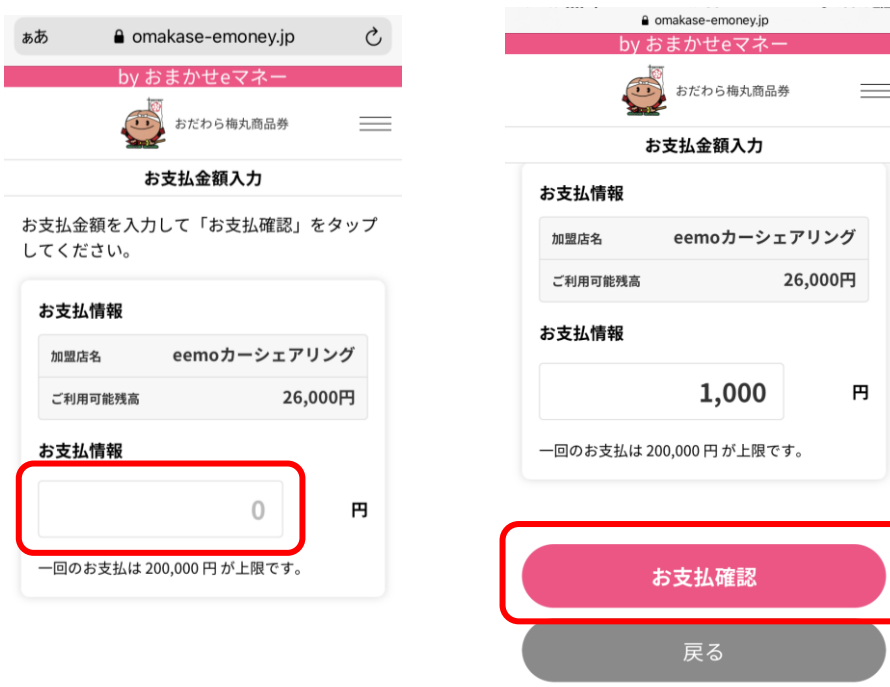 ぁあ omakase-emoney.jp
by おまかせeマネー
おだわら梅丸商品券
お支払金額入力
お支払金額を入力して「お支払確認」をタップ
してください。
お支払情報
加盟店名 eemoカーシェアリング
ご利用可能残高 26,000円
お支払情報
0 円
一回のお支払は 200,000 円 が上限です。
omakase-emoney.jp
by おまかせeマネー
おだわら梅丸商品券
お支払金額入力
お支払情報
加盟店名 eemoカーシェアリング
ご利用可能残高 26,000円
お支払情報
1,000 円
一回のお支払は 200,000 円 が上限です。
お支払確認
戻る